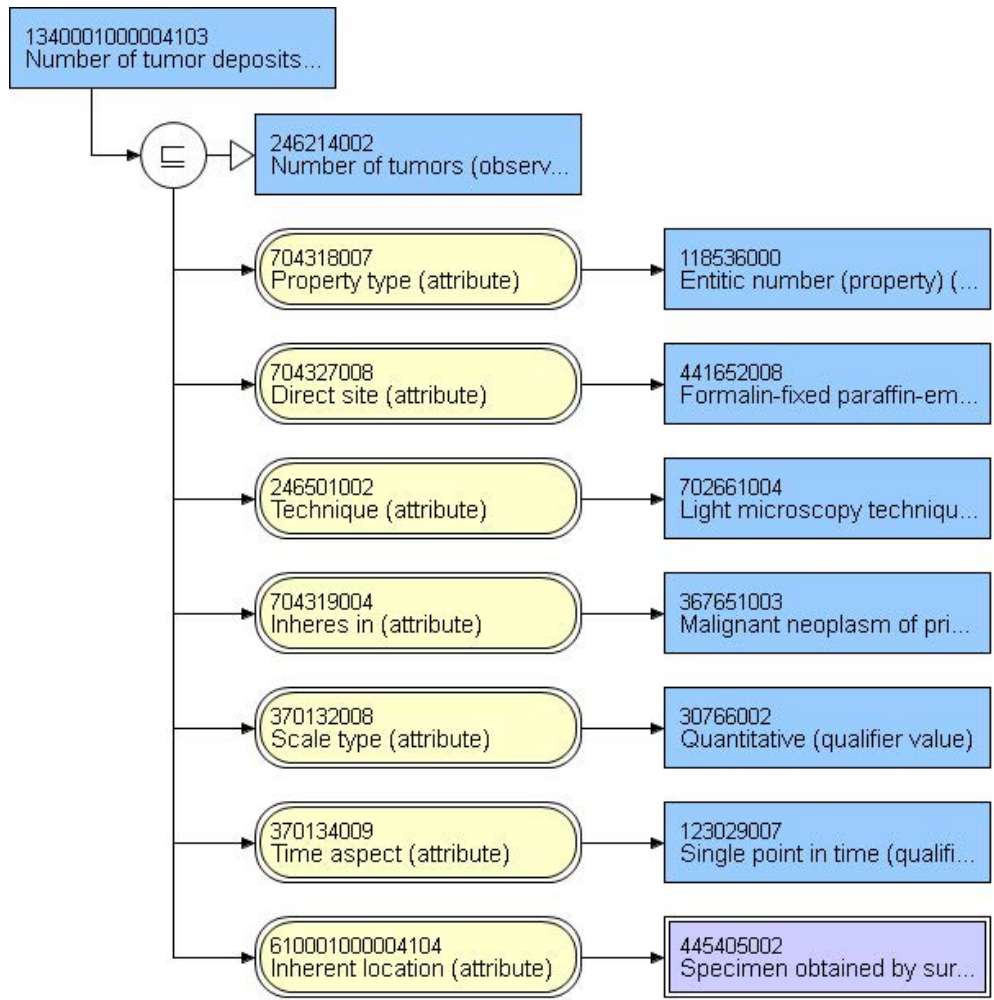 1340001000004103
Number of tumor deposits...
⊑
246214002
Number of tumors (observ...
704318007
Property type (attribute)
118536000
Entitic number (property) (...
704327008
Direct site (attribute)
441652008
Formalin-fixed paraffin-em...
246501002
Technique (attribute)
702661004
Light microscopy techniqu...
704319004
Inheres in (attribute)
367651003
Malignant neoplasm of pri...
370132008
Scale type (attribute)
30766002
Quantitative (qualifier value)
370134009
Time aspect (attribute)
123029007
Single point in time (qualifi...
610001000004104
Inherent location (attribute)
445405002
Specimen obtained by sur...